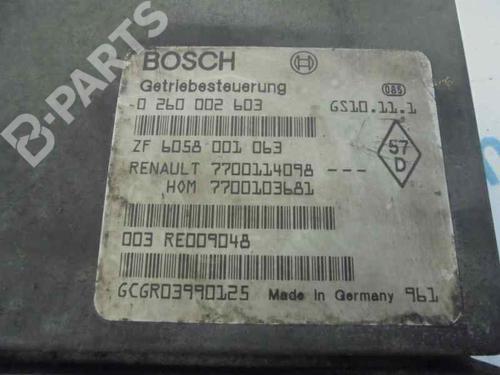 B-PARTS
BOSCH
Getriebesteuerung
085
0 260 002 603
GS10.11.1
ZF 6058 001 063
RENAULT 7700114098 ---
57
D
HOM 7700103681
003 RE009048
GCGR03990125 Made in Germany 961